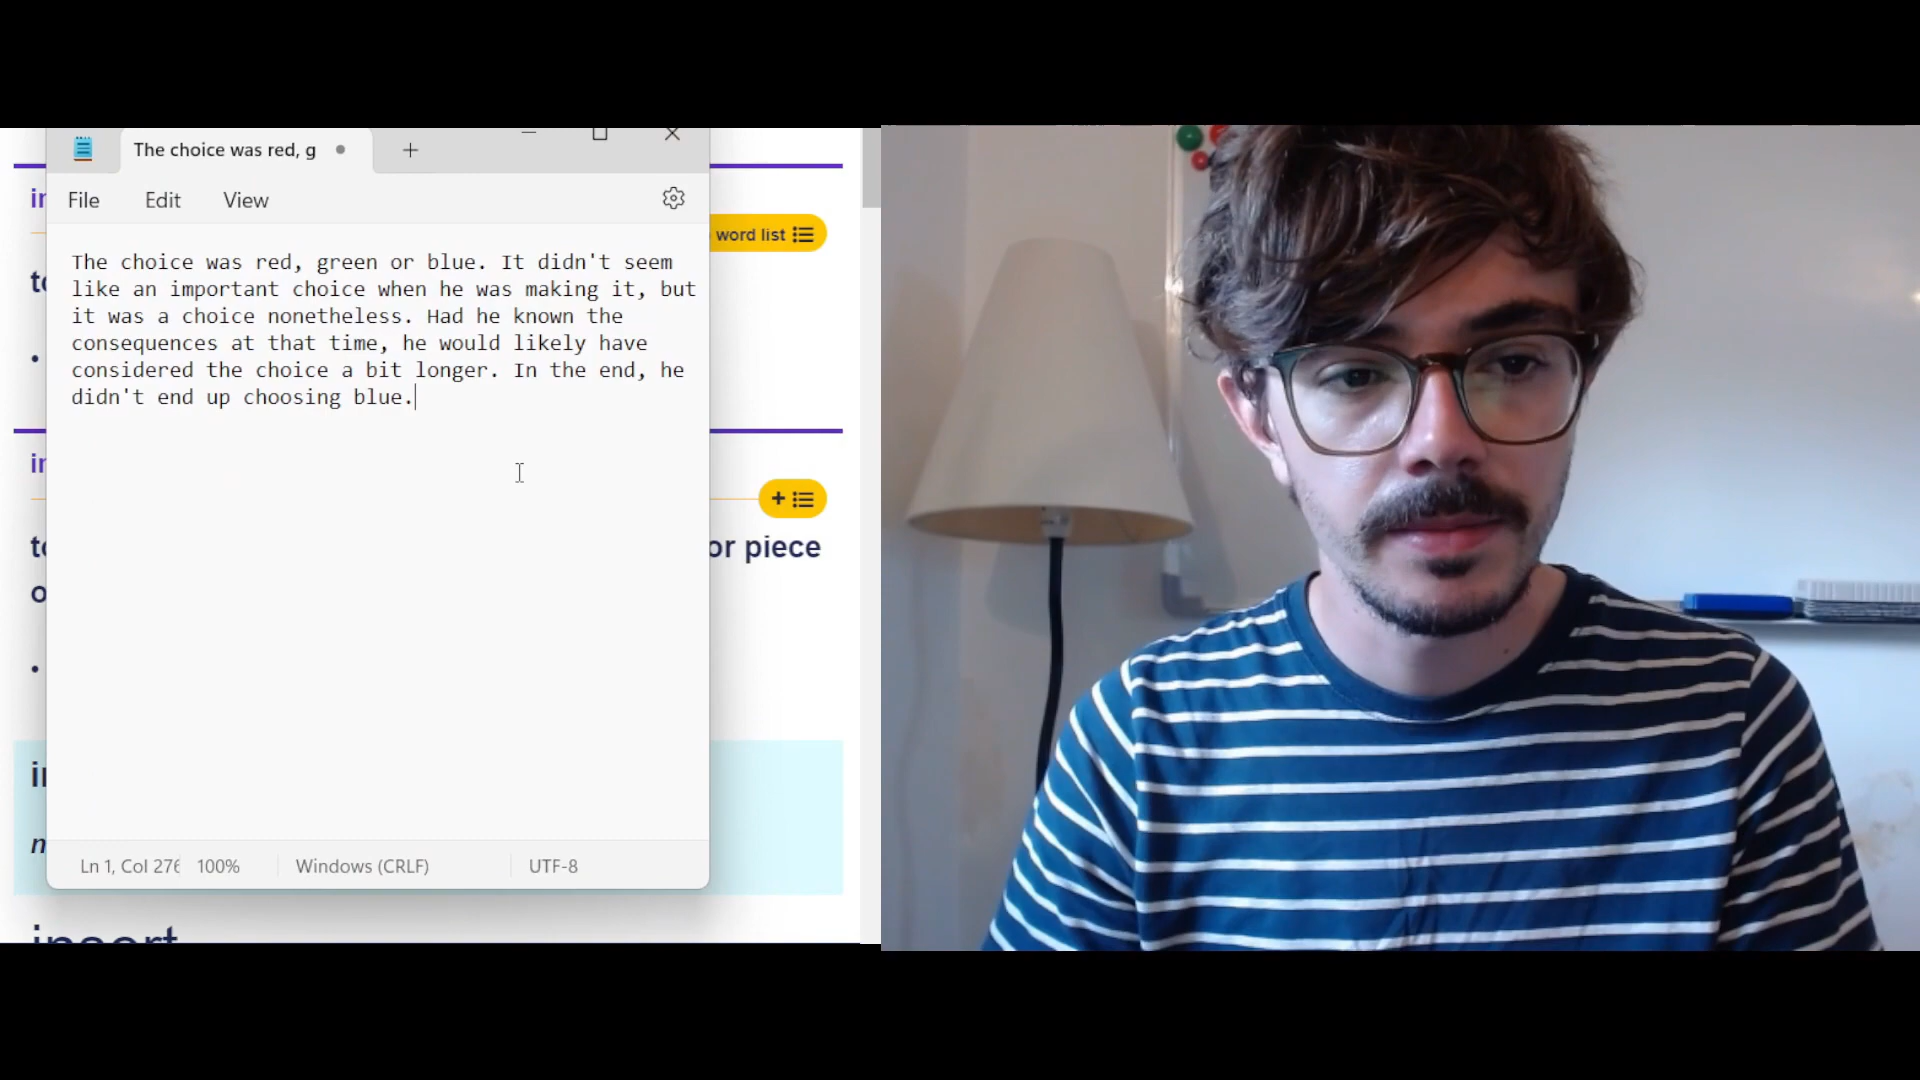 The choice was red, g
File Edit View
word list
The choice was red, green or blue. It didn't seem
like an important choice when he was making it, but
it was a choice nonetheless. Had he known the
consequences at that time, he would likely have
considered the choice a bit longer. In the end, he
didn't end up choosing blue.
or piece
Ln 1, Col 276 100% Windows (CRLF) UTF-8
insert